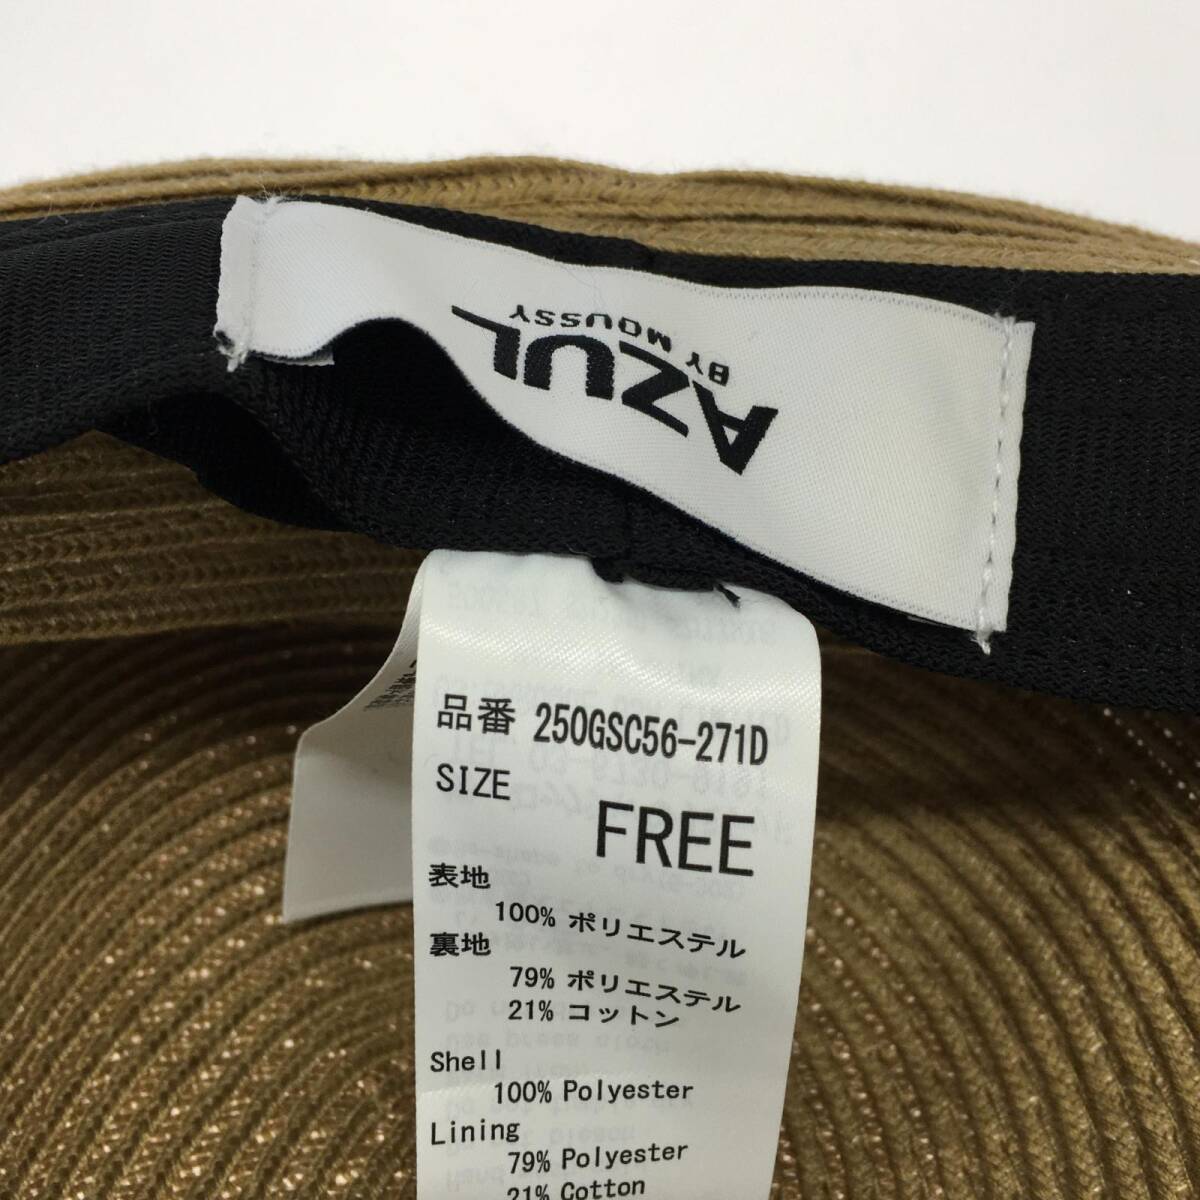 AZUL
BY MOUSSY
品番 250GSC56-271D
SIZE
FREE
表地
100% ポリエステル
裏地
79% ポリエステル
21% コットン
Shell
100% Polyester
Lining
79% Polyester
21% Cotton